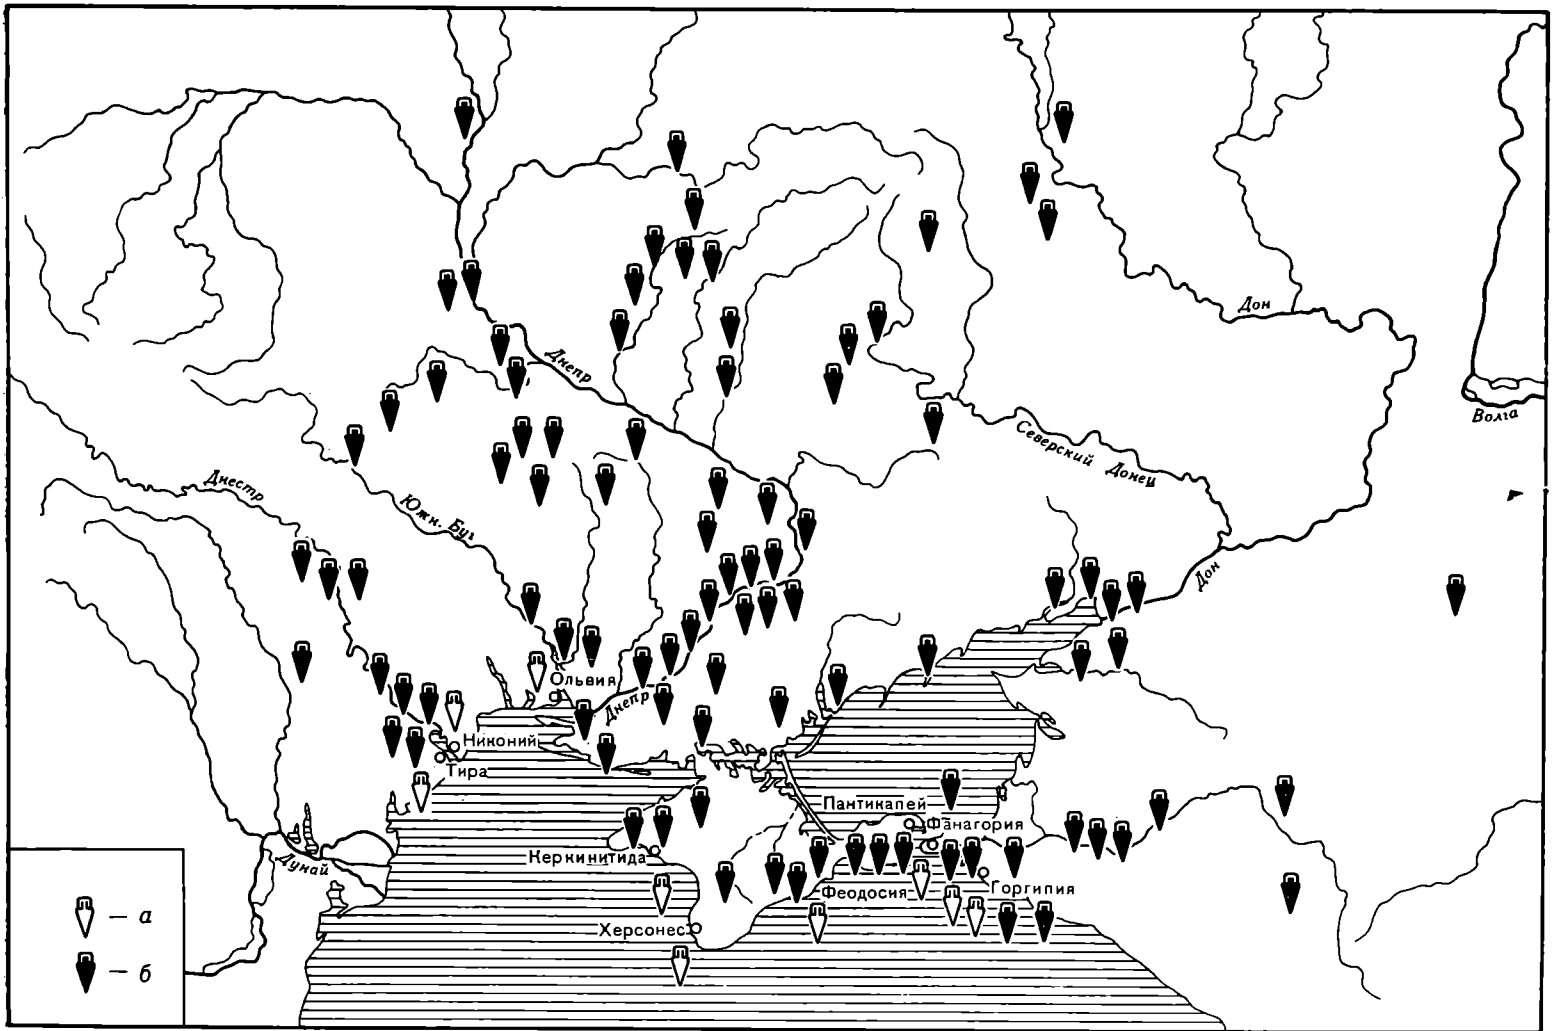 Дон
Днепр
Волга
Северский Донец
Днестр
Южн. Буг
Дон
Ольвия
Днепр
Никоний
Тира
Пантикапей
Фанагория
Керкинитида
Дунай
Феодосия
Горгипия
Херсонес
– а
– б